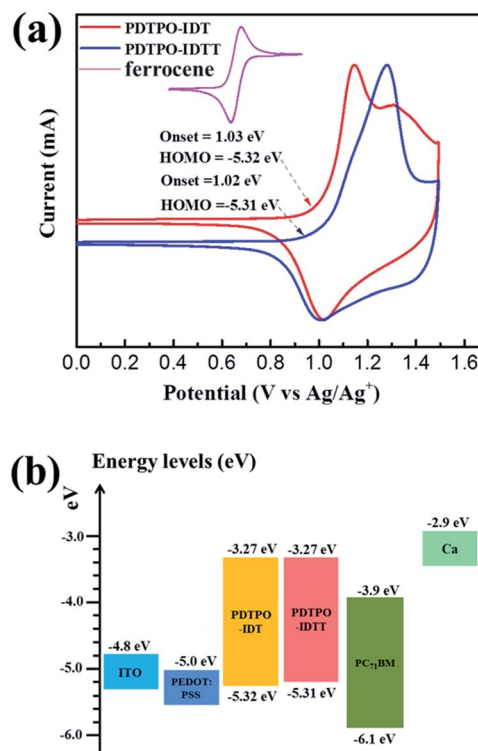 (a)
PDTPO-IDT
PDTPO-IDTT
ferrocene
Onset = 1.03 eV
HOMO = -5.32 eV
Onset =1.02 eV
HOMO =-5.31 eV
Current (mA)
0.0 0.2 0.4 0.6 0.8 1.0 1.2 1.4 1.6
Potential (V vs Ag/Ag+)
(b)
Energy levels (eV)
eV
-3.0
-4.0
-5.0
-6.0
-4.8 eV
ITO
-5.0 eV
PEDOT:
PSS
-3.27 eV
PDTPO
-IDT
-5.32 eV
-3.27 eV
PDTPO
-IDTT
-5.31 eV
-3.9 eV
PC71BM
-6.1 eV
-2.9 eV
Ca